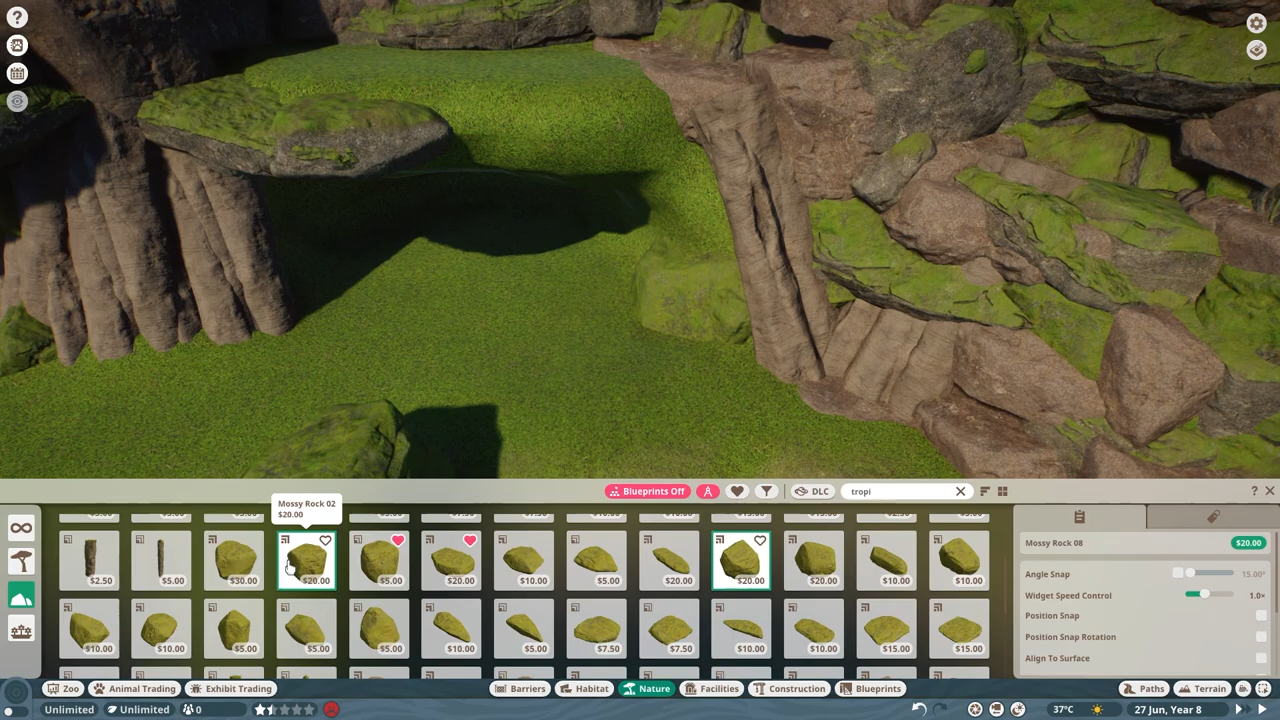 Blueprints Off
DLC
tropi
Mossy Rock 02
$20.00
$2.50
$5.00
$30.00
$20.00
$5.00
$20.00
$10.00
$5.00
$20.00
$20.00
$20.00
$10.00
$10.00
$10.00
$10.00
$5.00
$5.00
$5.00
$10.00
$5.00
$7.50
$7.50
$10.00
$10.00
$15.00
$15.00
Mossy Rock 08
$20.00
Angle Snap
15.00°
Widget Speed Control
1.0×
Position Snap
Position Snap Rotation
Align To Surface
Zoo
Animal Trading
Exhibit Trading
Barriers
Habitat
Nature
Facilities
Construction
Blueprints
Paths
Terrain
Unlimited
Unlimited
0
37°C
27 Jun, Year 8